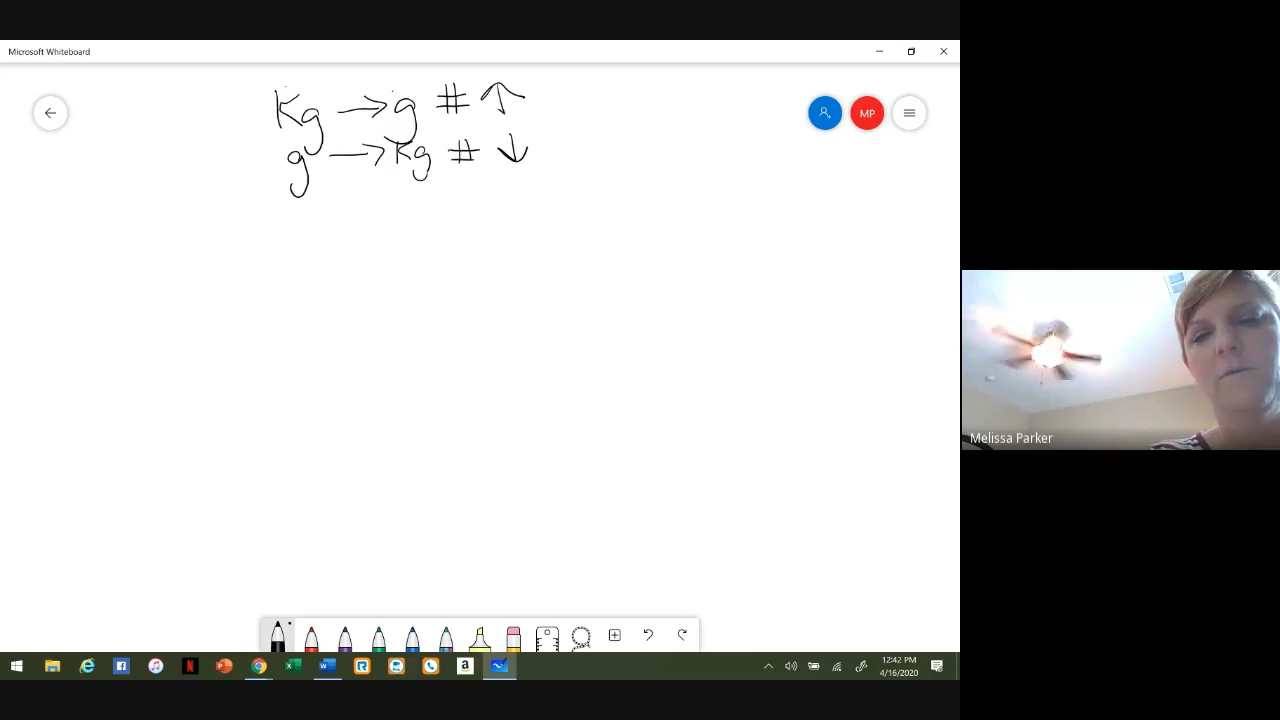 Microsoft Whiteboard
Kg → g # ↑
g → Kg # ↓
MP
Melissa Parker
12:42 PM
4/16/2020